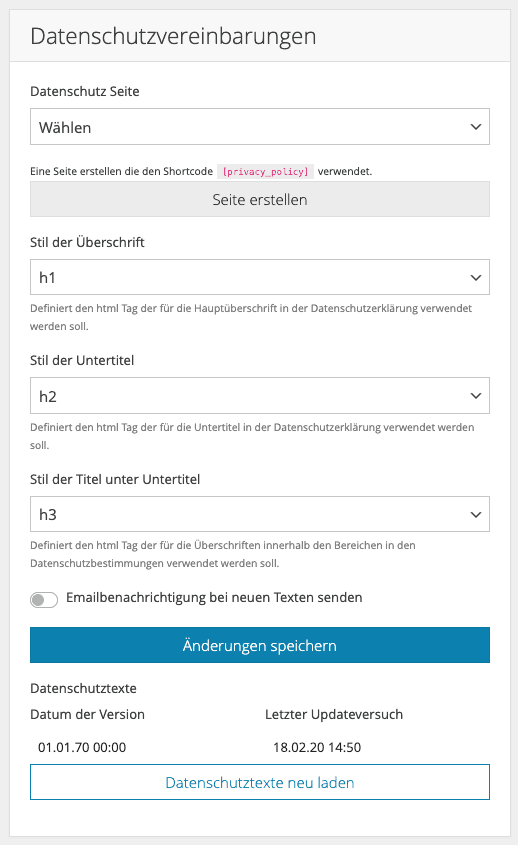 Datenschutzvereinbarungen
Datenschutz Seite
Wählen
Eine Seite erstellen die den Shortcode [privacy_policy] verwendet.
Seite erstellen
Stil der Überschrift
h1
Definiert den html Tag der für die Hauptüberschrift in der Datenschutzerklärung verwendet
werden soll.
Stil der Untertitel
h2
Definiert den html Tag der für die Untertitel in der Datenschutzerklärung verwendet werden
soll.
Stil der Titel unter Untertitel
h3
Definiert den html Tag der für die Überschriften innerhalb den Bereichen in den
Datenschutzbestimmungen verwendet werden soll.
Emailbenachrichtigung bei neuen Texten senden
Änderungen speichern
Datenschutztexte
Datum der Version Letzter Updateversuch
01.01.70 00:00 18.02.20 14:50
Datenschutztexte neu laden